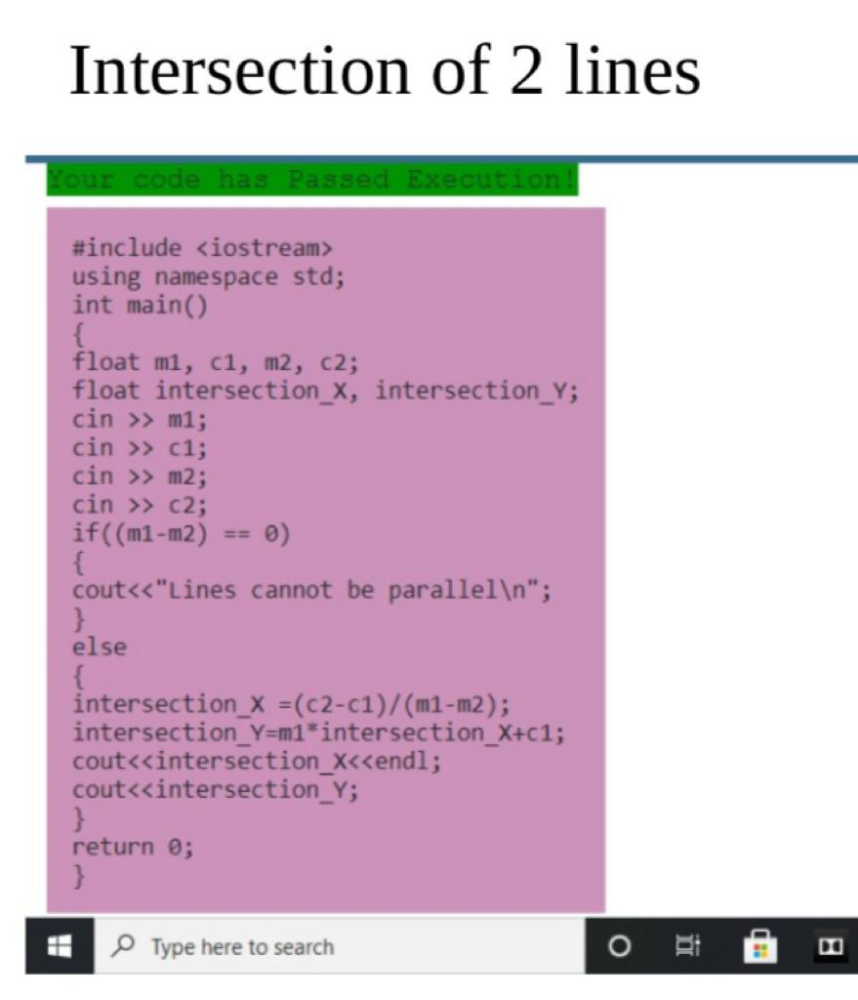 Intersection of 2 lines
Your code has Passed Execution!
#include <iostream>
using namespace std;
int main()
{
float m1, c1, m2, c2;
float intersection_X, intersection_Y;
cin >> m1;
cin >> c1;
cin >> m2;
cin >> c2;
if((m1-m2) == 0)
{
cout<<"Lines cannot be parallel\n";
}
else
{
intersection_X =(c2-c1)/(m1-m2);
intersection_Y=m1*intersection_X+c1;
cout<<intersection_X<<endl;
cout<<intersection_Y;
}
return 0;
}
Type here to search